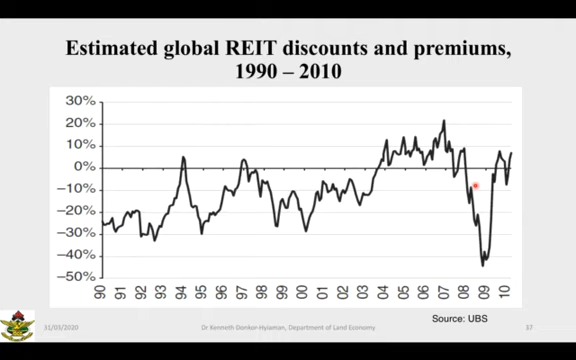 Estimated global REIT discounts and premiums,
1990 – 2010
30%
20%
10%
0%
−10%
−20%
−30%
−40%
−50%
90 91 92 93 94 95 96 97 98 99 00 01 02 03 04 05 06 07 08 09 10
Source: UBS
31/03/2020 Dr Kenneth Donkor-Hyiaman, Department of Land Economy 37